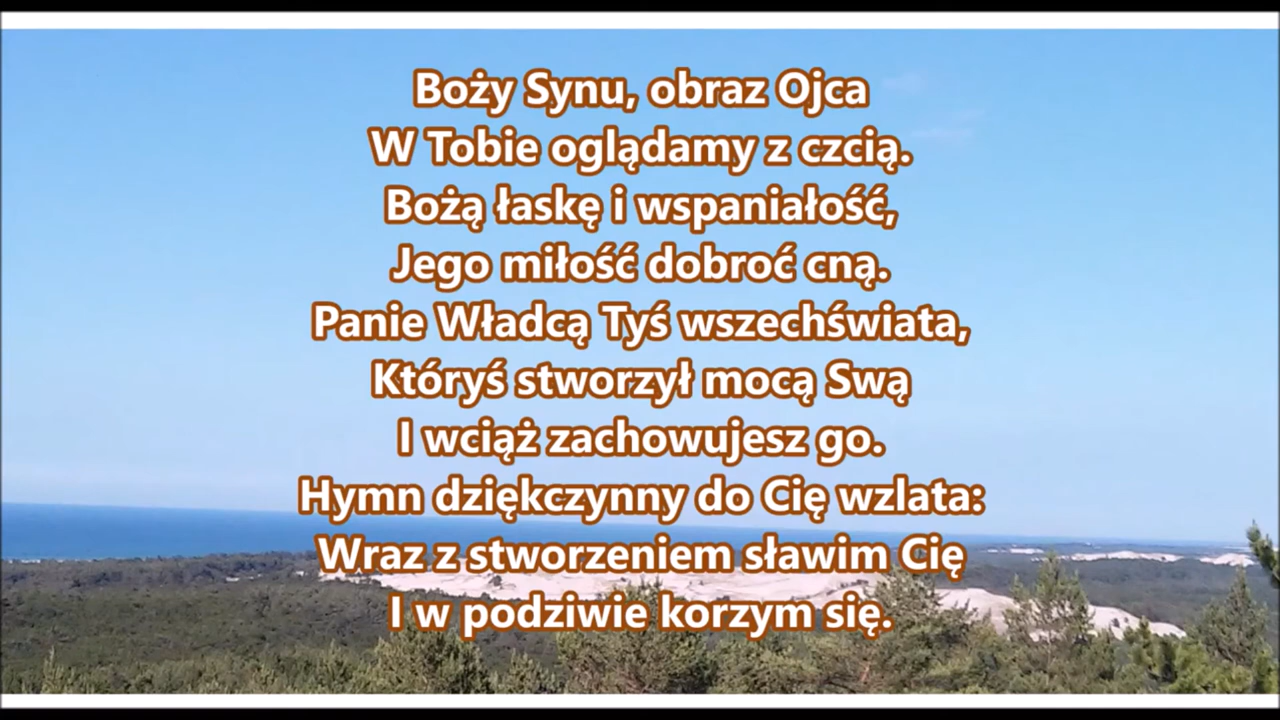 Boży Synu, obraz Ojca
W Tobie oglądamy z czcią.
Bożą łaskę i wspaniałość,
Jego miłość dobroć cną.
Panie Władcą Tyś wszechświata,
Któryś stworzył mocą Swą
I wciąż zachowujesz go.
Hymn dziękczynny do Cię wzlata:
Wraz z stworzeniem sławim Cię
I w podziwie korzym się.